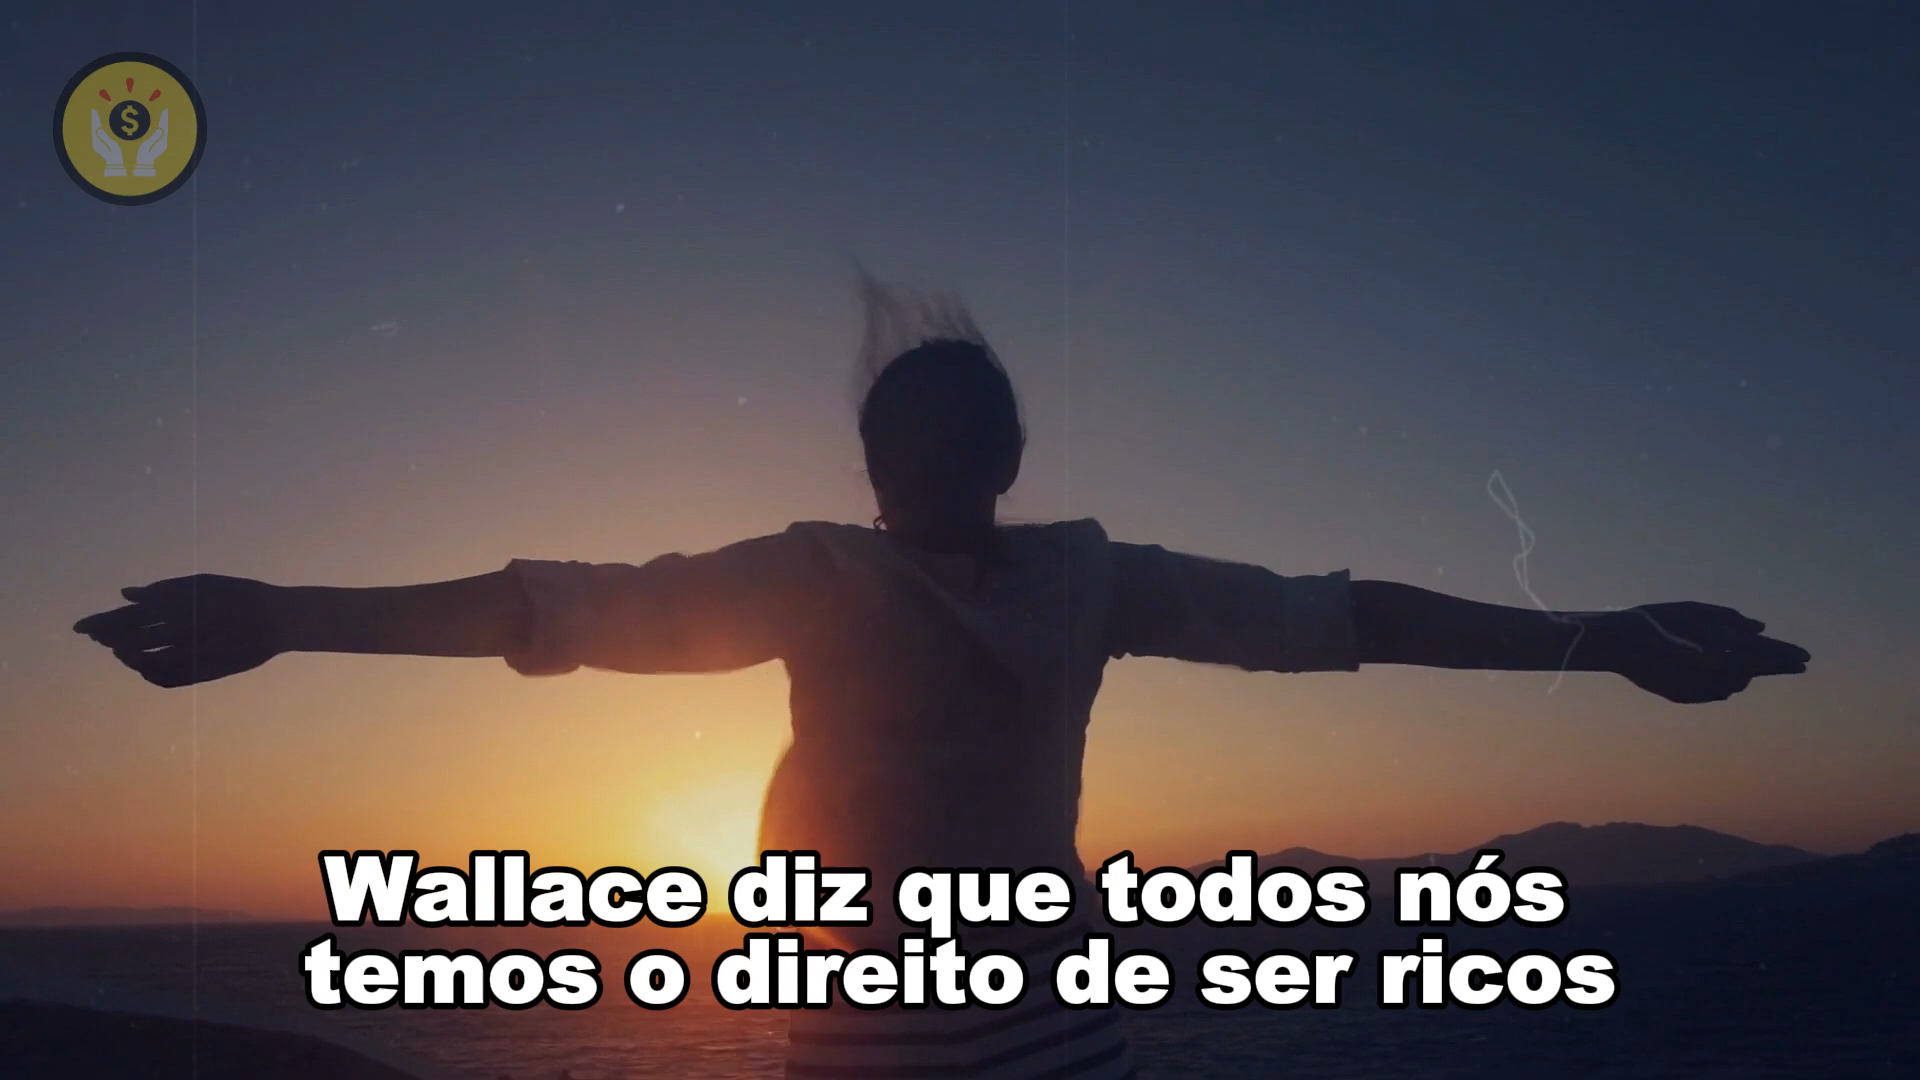 $
Wallace diz que todos nós
temos o direito de ser ricos